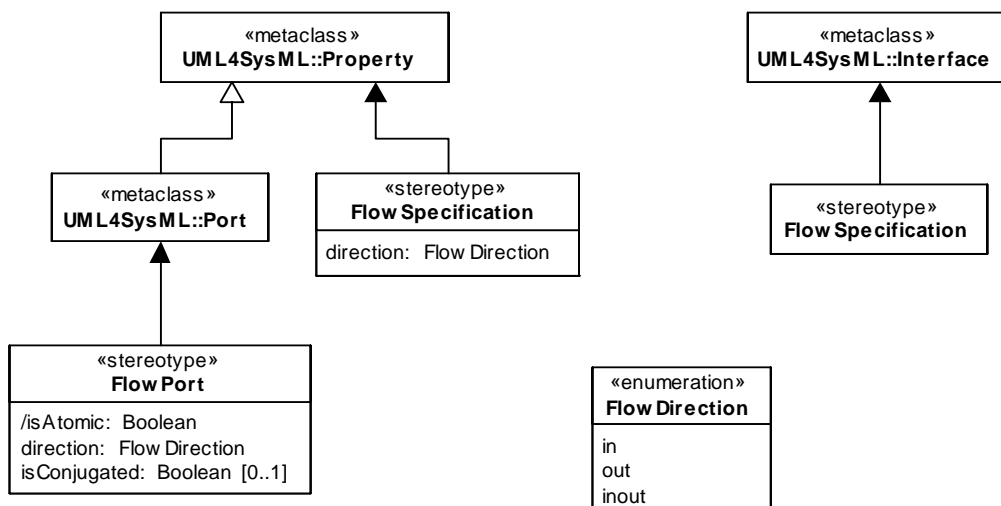 «metaclass»
UML4SysML::Property
«metaclass»
UML4SysML::Interface
«metaclass»
UML4SysML::Port
«stereotype»
Flow Specification
direction: Flow Direction
«stereotype»
Flow Specification
«stereotype»
Flow Port
/isAtomic: Boolean
direction: Flow Direction
isConjugated: Boolean [0..1]
«enumeration»
Flow Direction
in
out
inout